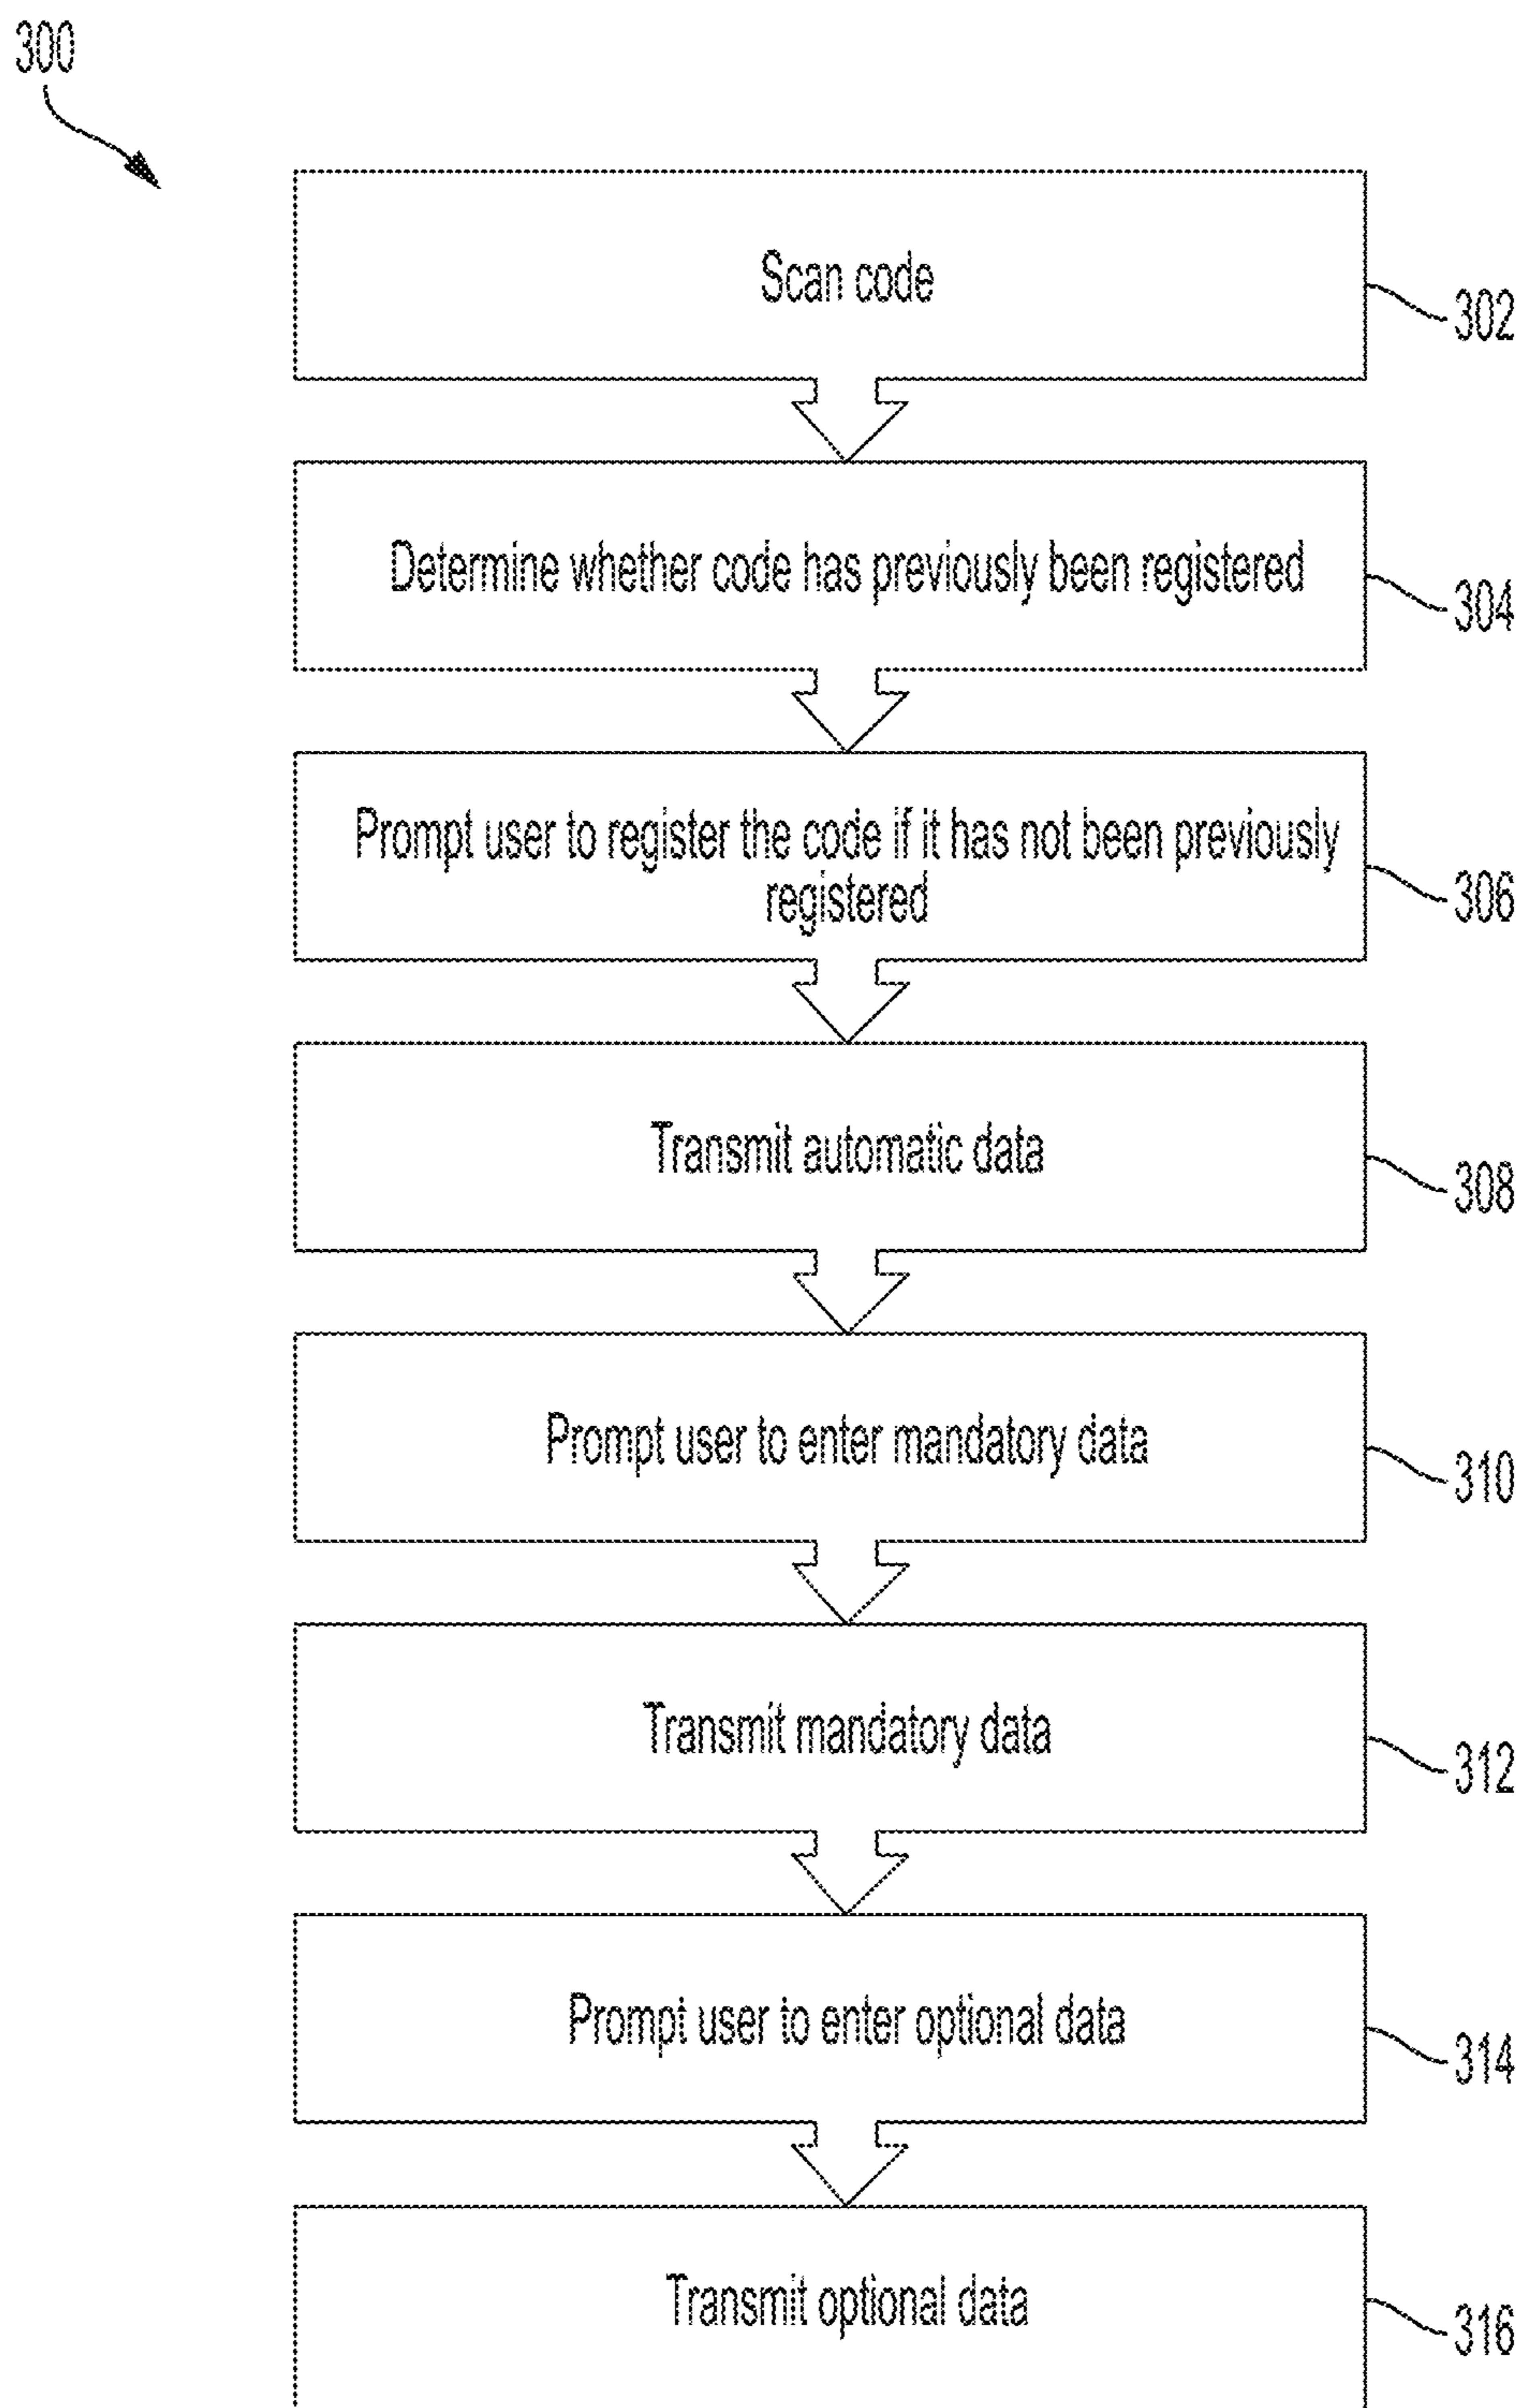 300
Scan code
302
Determine whether code has previously been registered
304
Prompt user to register the code if it has not been previously
registered
306
Transmit automatic data
308
Prompt user to enter mandatory data
310
Transmit mandatory data
312
Prompt user to enter optional data
314
Transmit optional data
316